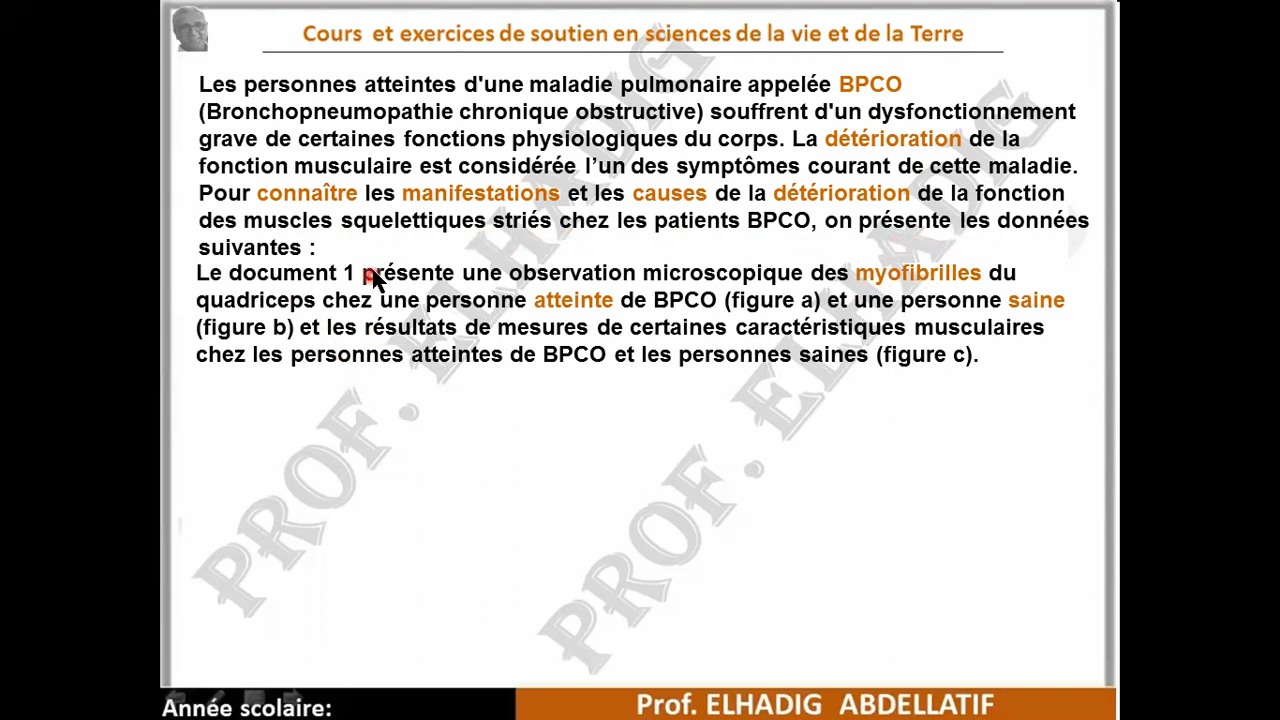 Cours et exercices de soutien en sciences de la vie et de la Terre
Les personnes atteintes d'une maladie pulmonaire appelée BPCO
(Bronchopneumopathie chronique obstructive) souffrent d'un dysfonctionnement
grave de certaines fonctions physiologiques du corps. La détérioration de la
fonction musculaire est considérée l’un des symptômes courant de cette maladie.
Pour connaître les manifestations et les causes de la détérioration de la fonction
des muscles squelettiques striés chez les patients BPCO, on présente les données
suivantes :
Le document 1 présente une observation microscopique des myofibrilles du
quadriceps chez une personne atteinte de BPCO (figure a) et une personne saine
(figure b) et les résultats de mesures de certaines caractéristiques musculaires
chez les personnes atteintes de BPCO et les personnes saines (figure c).
PROF. ELHADIG
PROF. ELHADIG
Année scolaire:
Prof. ELHADIG ABDELLATIF